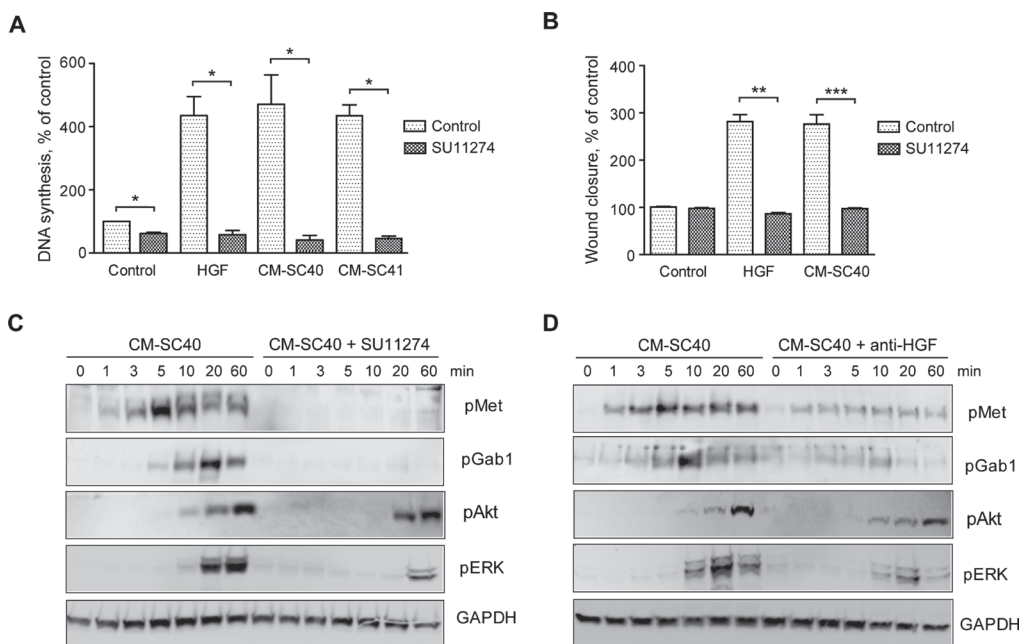 A
DNA synthesis, % of control
600
400
200
0
*
*
*
*
Control
SU11274
Control HGF CM-SC40 CM-SC41
B
Wound closure, % of control
400
300
200
100
0
**
***
Control
SU11274
Control HGF CM-SC40
C
CM-SC40 CM-SC40 + SU11274
0 1 3 5 10 20 60 0 1 3 5 10 20 60 min
pMet
pGab1
pAkt
pERK
GAPDH
D
CM-SC40 CM-SC40 + anti-HGF
0 1 3 5 10 20 60 0 1 3 5 10 20 60 min
pMet
pGab1
pAkt
pERK
GAPDH